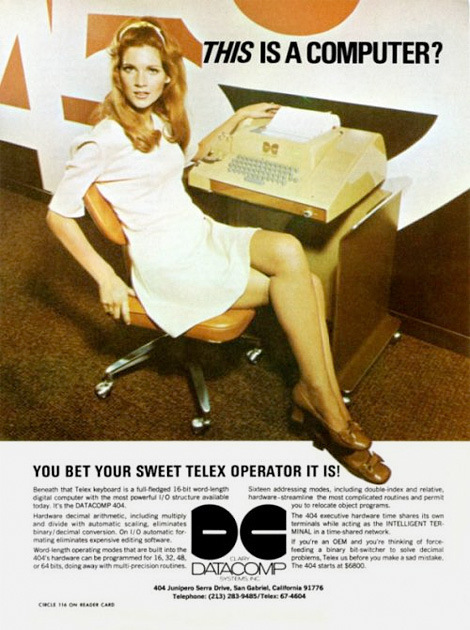 THIS IS A COMPUTER?
YOU BET YOUR SWEET TELEX OPERATOR IT IS!
Beneath that Telex keyboard is a full-fledged 16-bit word-length
digital computer with the most powerful I/O structure available
today. It's the DATACOMP 404.
Hardware decimal arithmetic, including multiply
and divide with automatic scaling, eliminates
binary/decimal conversion. On I/O automatic for-
mating eliminates expensive editing software.
Word-length operating modes that are built into the
404's hardware can be programmed for 16, 32, 48,
or 64 bits, doing away with multi-precision routines.
Sixteen addressing modes, including double-index and relative,
hardware-streamline the most complicated routines and permit
you to relocate object programs.
The 404 executive hardware time shares its own
terminals while acting as the INTELLIGENT TER-
MINAL in a time-shared network.
If you're an OEM and you're thinking of force-
feeding a binary bit-switcher to solve decimal
problems, Telex us before you make a sad mistake.
The 404 starts at $6800.
DC
CLARY
DATACOMP
SYSTEMS, INC.
404 Junipero Serra Drive, San Gabriel, California 91776
Telephone: (213) 283-9485/Telex: 67-4604
CIRCLE 116 ON READER CARD